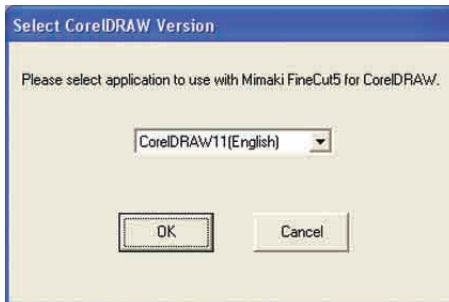 Select CorelDRAW Version
Please select application to use with Mimaki FineCut5 for CorelDRAW.
CorelDRAW11(English)
OK
Cancel